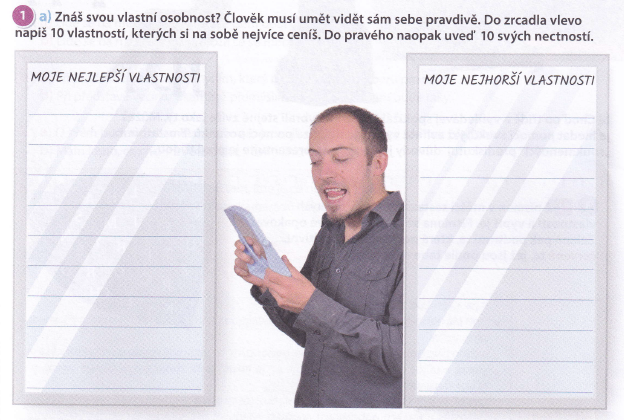 1 a) Znáš svou vlastní osobnost? Člověk musí umět vidět sám sebe pravdivě. Do zrcadla vlevo
napiš 10 vlastností, kterých si na sobě nejvíce ceníš. Do pravého naopak uveď 10 svých nectností.
MOJE NEJLEPŠÍ VLASTNOSTI
MOJE NEJHORŠÍ VLASTNOSTI